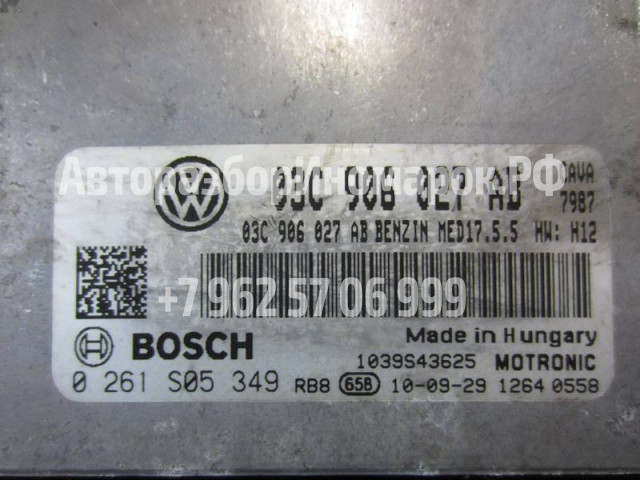 АвторазборИномарок.РФ
03C 906 027 AB
CAVA
7987
03C 906 027 AB BENZIN MED17.5.5 HW: H12
+7 962 57 06 999
BOSCH
Made in Hungary
1039S43625 MOTRONIC
0 261 S05 349 RB8 658 10-09-29 1264 0558